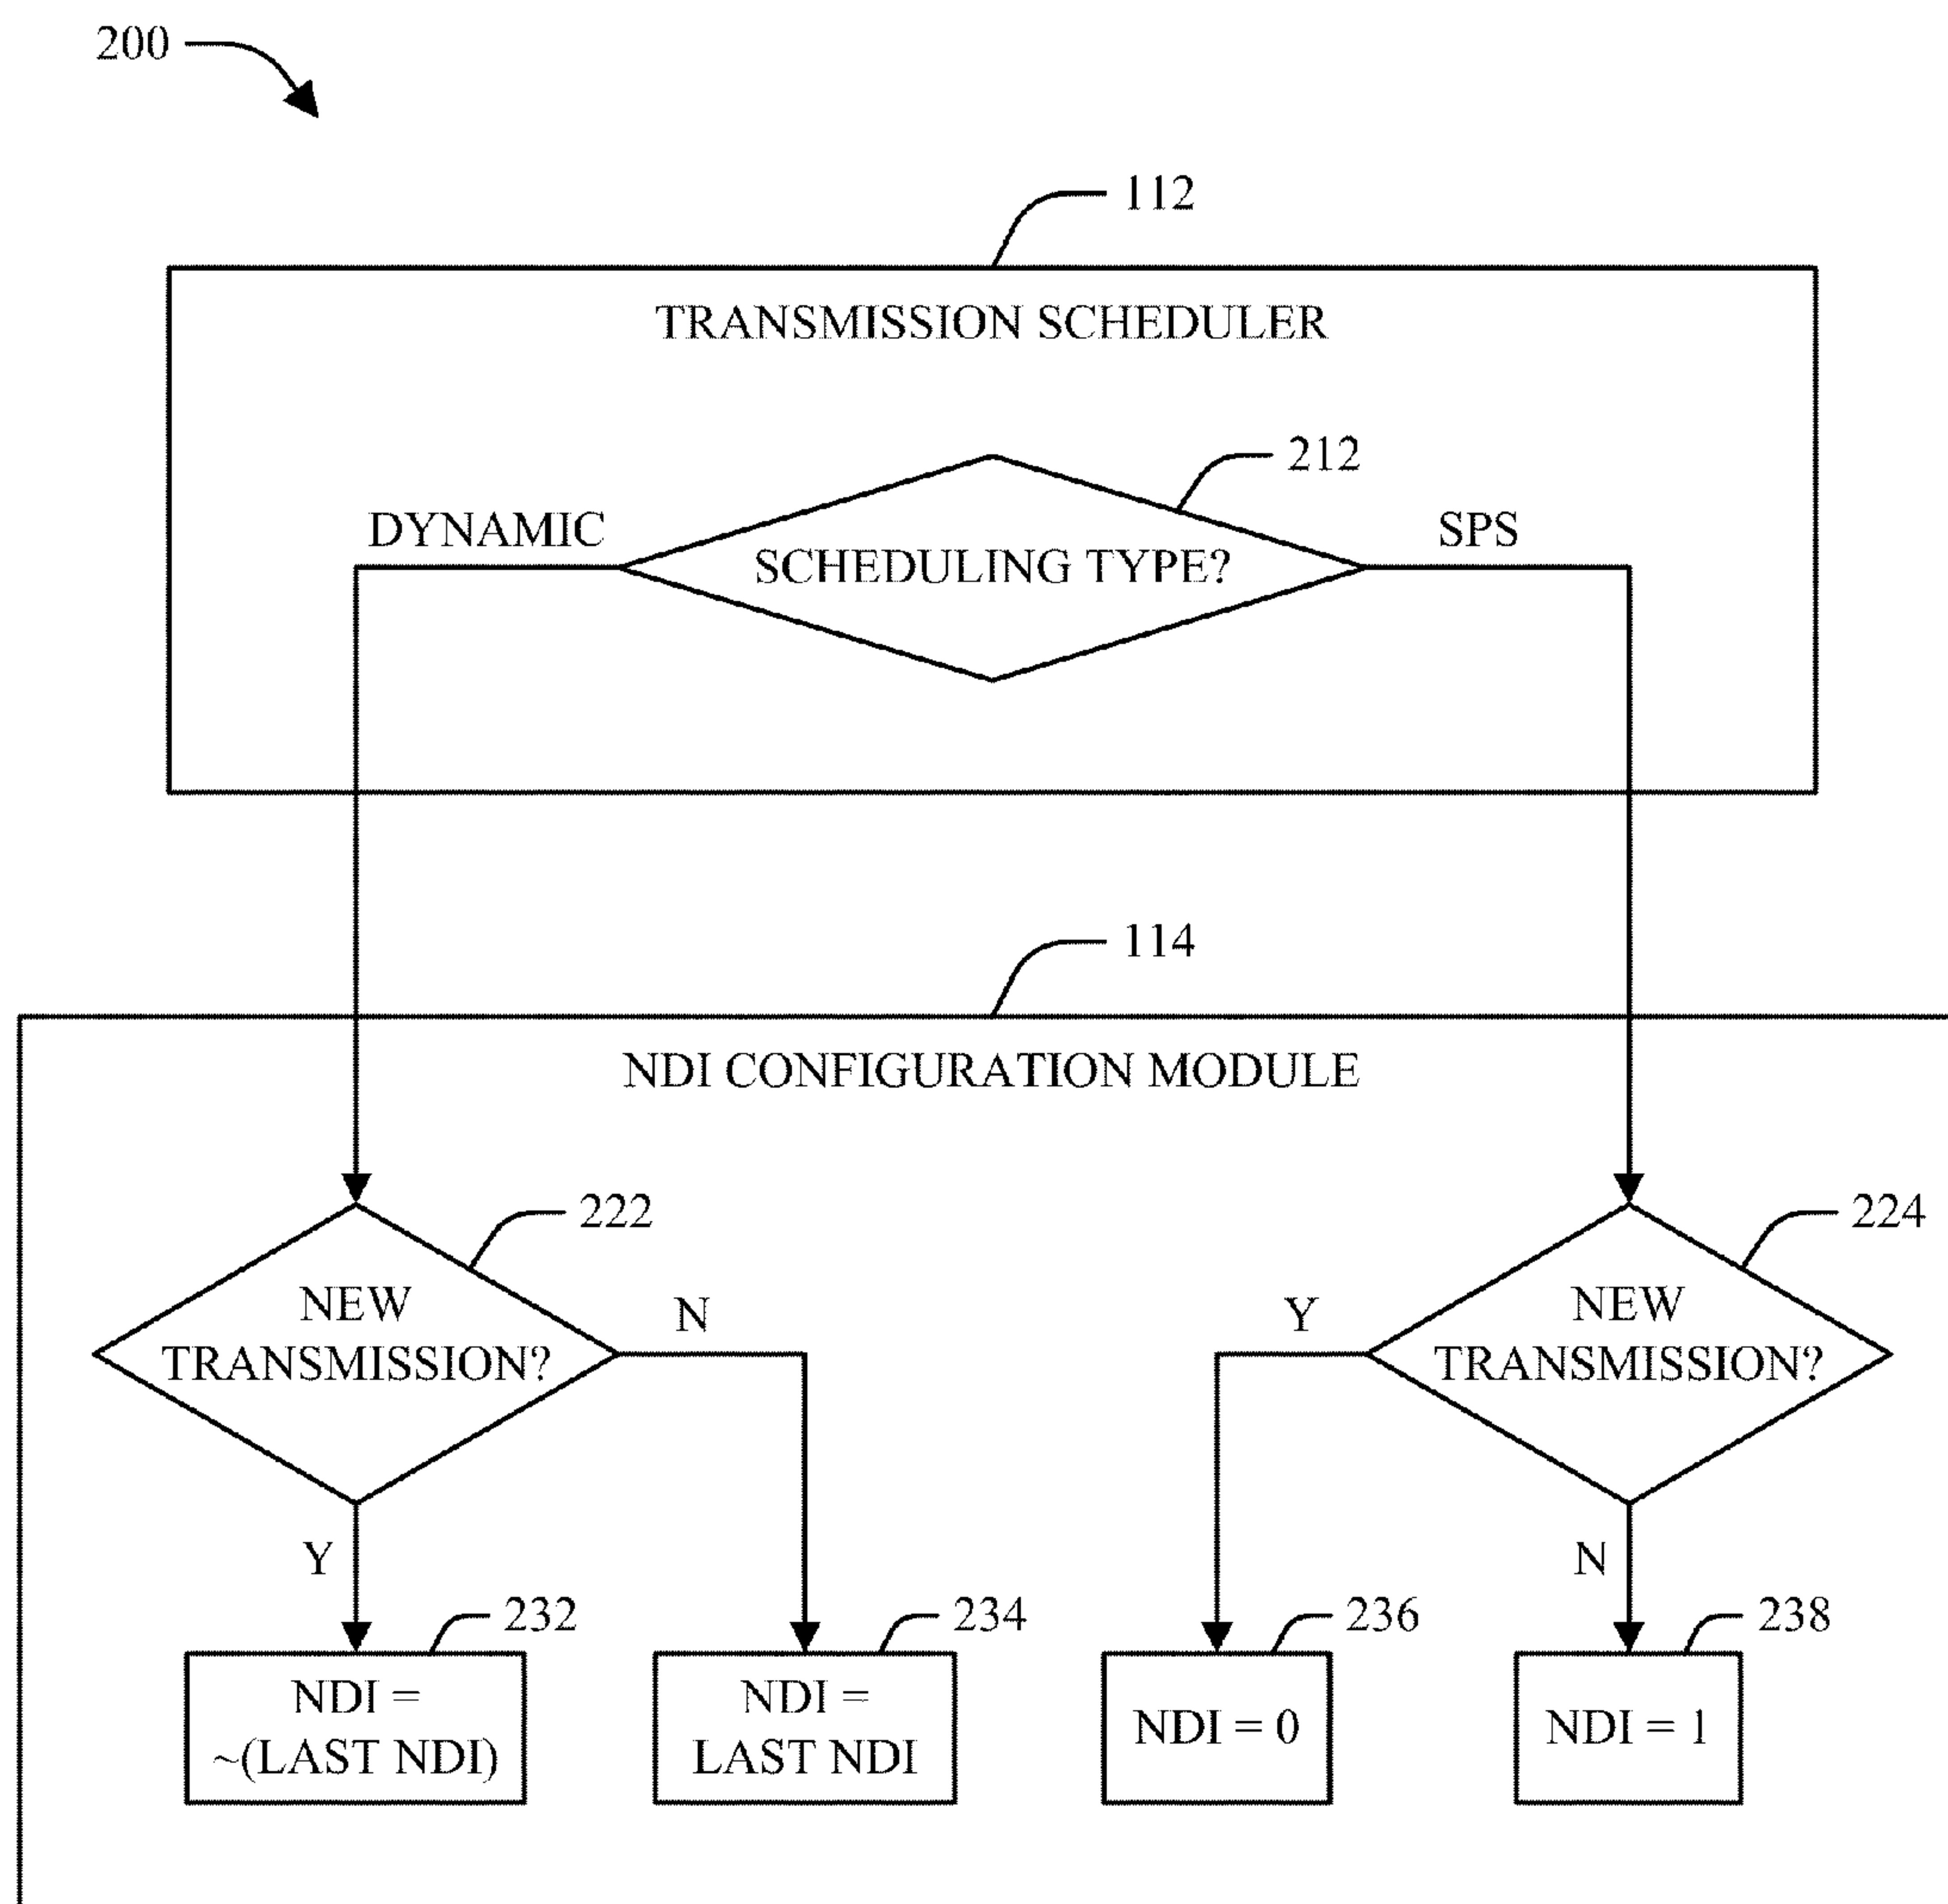 200
112
TRANSMISSION SCHEDULER
212
DYNAMIC
SCHEDULING TYPE?
SPS
114
NDI CONFIGURATION MODULE
222
224
NEW
TRANSMISSION?
N
Y
NEW
TRANSMISSION?
Y
N
232
234
236
238
NDI =
~(LAST NDI)
NDI =
LAST NDI
NDI = 0
NDI = 1